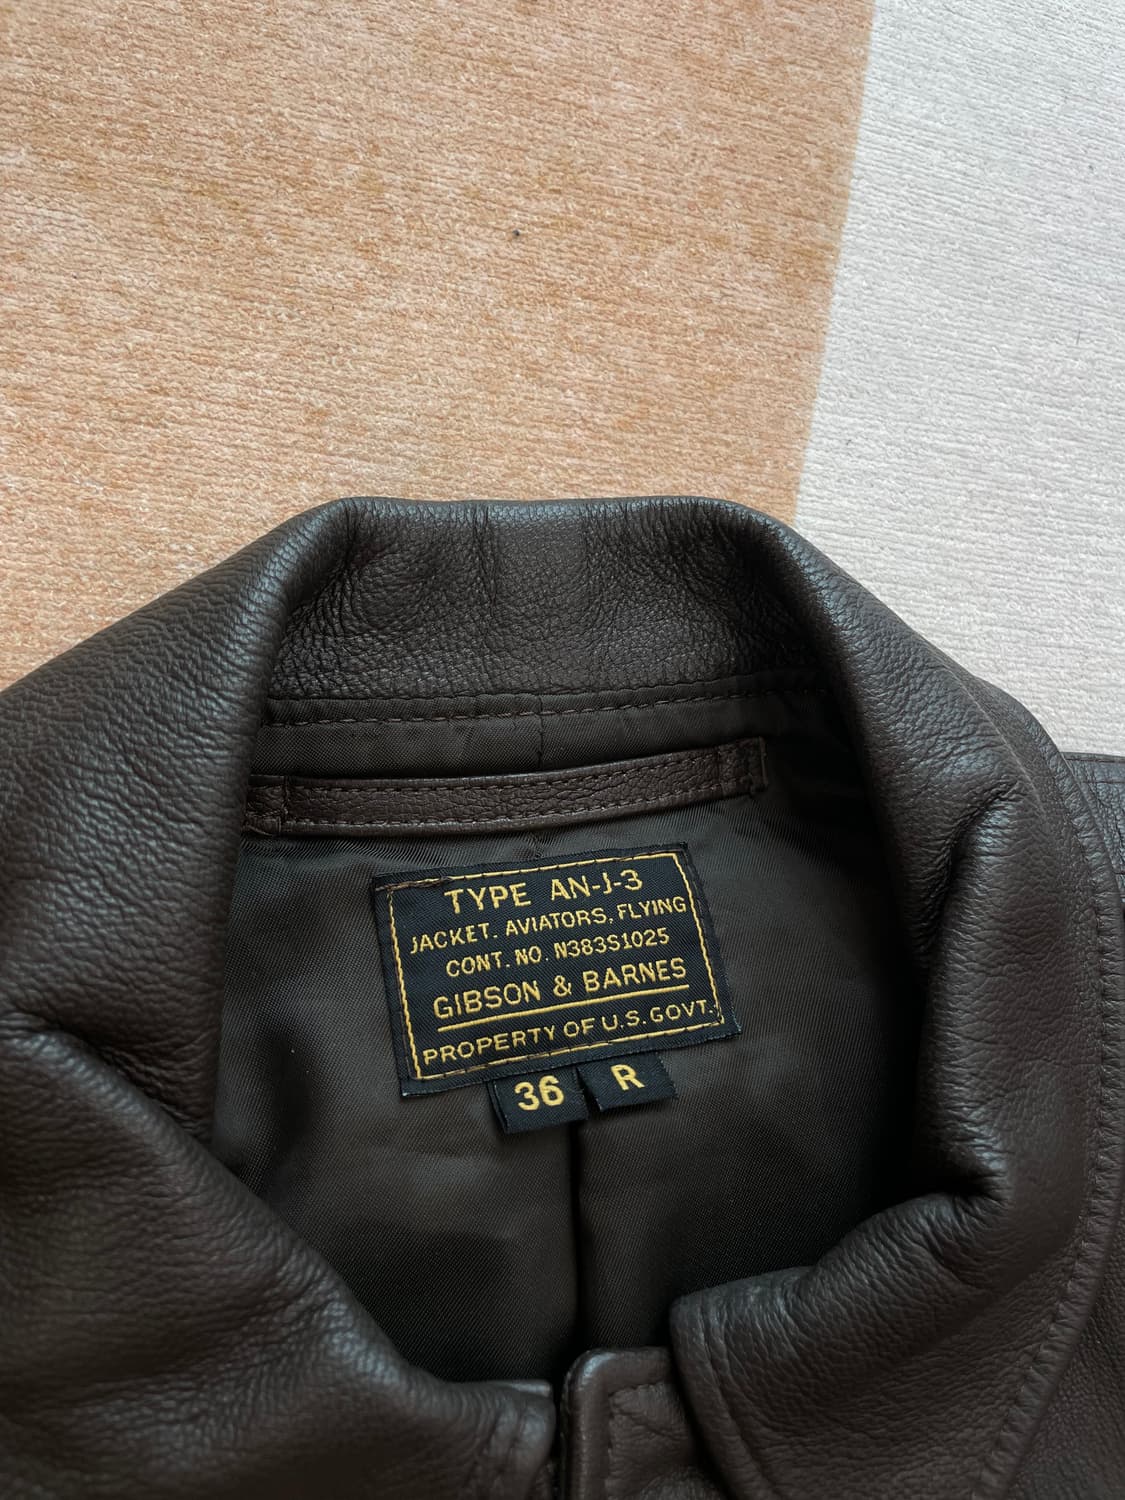 TYPE AN-J-3
JACKET. AVIATORS, FLYING
CONT. NO. N383S1025
GIBSON & BARNES
PROPERTY OF U.S. GOVT.
36 R